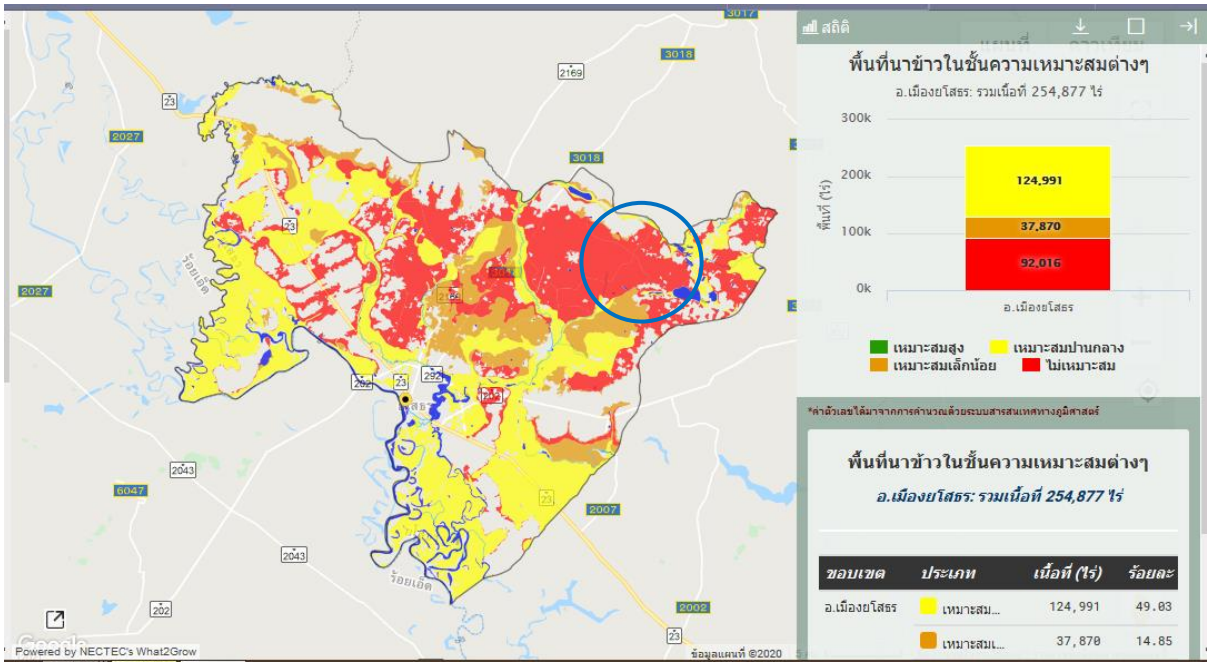 3017
3018
2169
23
2027
3018
23
ร้อยเอ็ด
2027
2169
202
23
292
202
ยโสธร
2043
6047
23
2007
2043
ร้อยเอ็ด
202
2002
23
Google
Powered by NECTEC's What2Grow
ข้อมูลแผนที่ ©2020
สถิติ
พื้นที่นาข้าวในชั้นความเหมาะสมต่างๆ
อ.เมืองยโสธร: รวมเนื้อที่ 254,877 ไร่
300k
200k
100k
0k
พื้นที่ (ไร่)
124,991
37,870
92,016
อ.เมืองยโสธร
เหมาะสมสูง เหมาะสมปานกลาง
เหมาะสมเล็กน้อย ไม่เหมาะสม
*ค่าตัวเลขได้มาจากการคำนวณด้วยระบบสารสนเทศทางภูมิศาสตร์
พื้นที่นาข้าวในชั้นความเหมาะสมต่างๆ
อ.เมืองยโสธร: รวมเนื้อที่ 254,877 ไร่
ขอบเขต ประเภท เนื้อที่ (ไร่) ร้อยละ
อ.เมืองยโสธร เหมาะสม... 124,991 49.03
เหมาะสมเ... 37,870 14.85